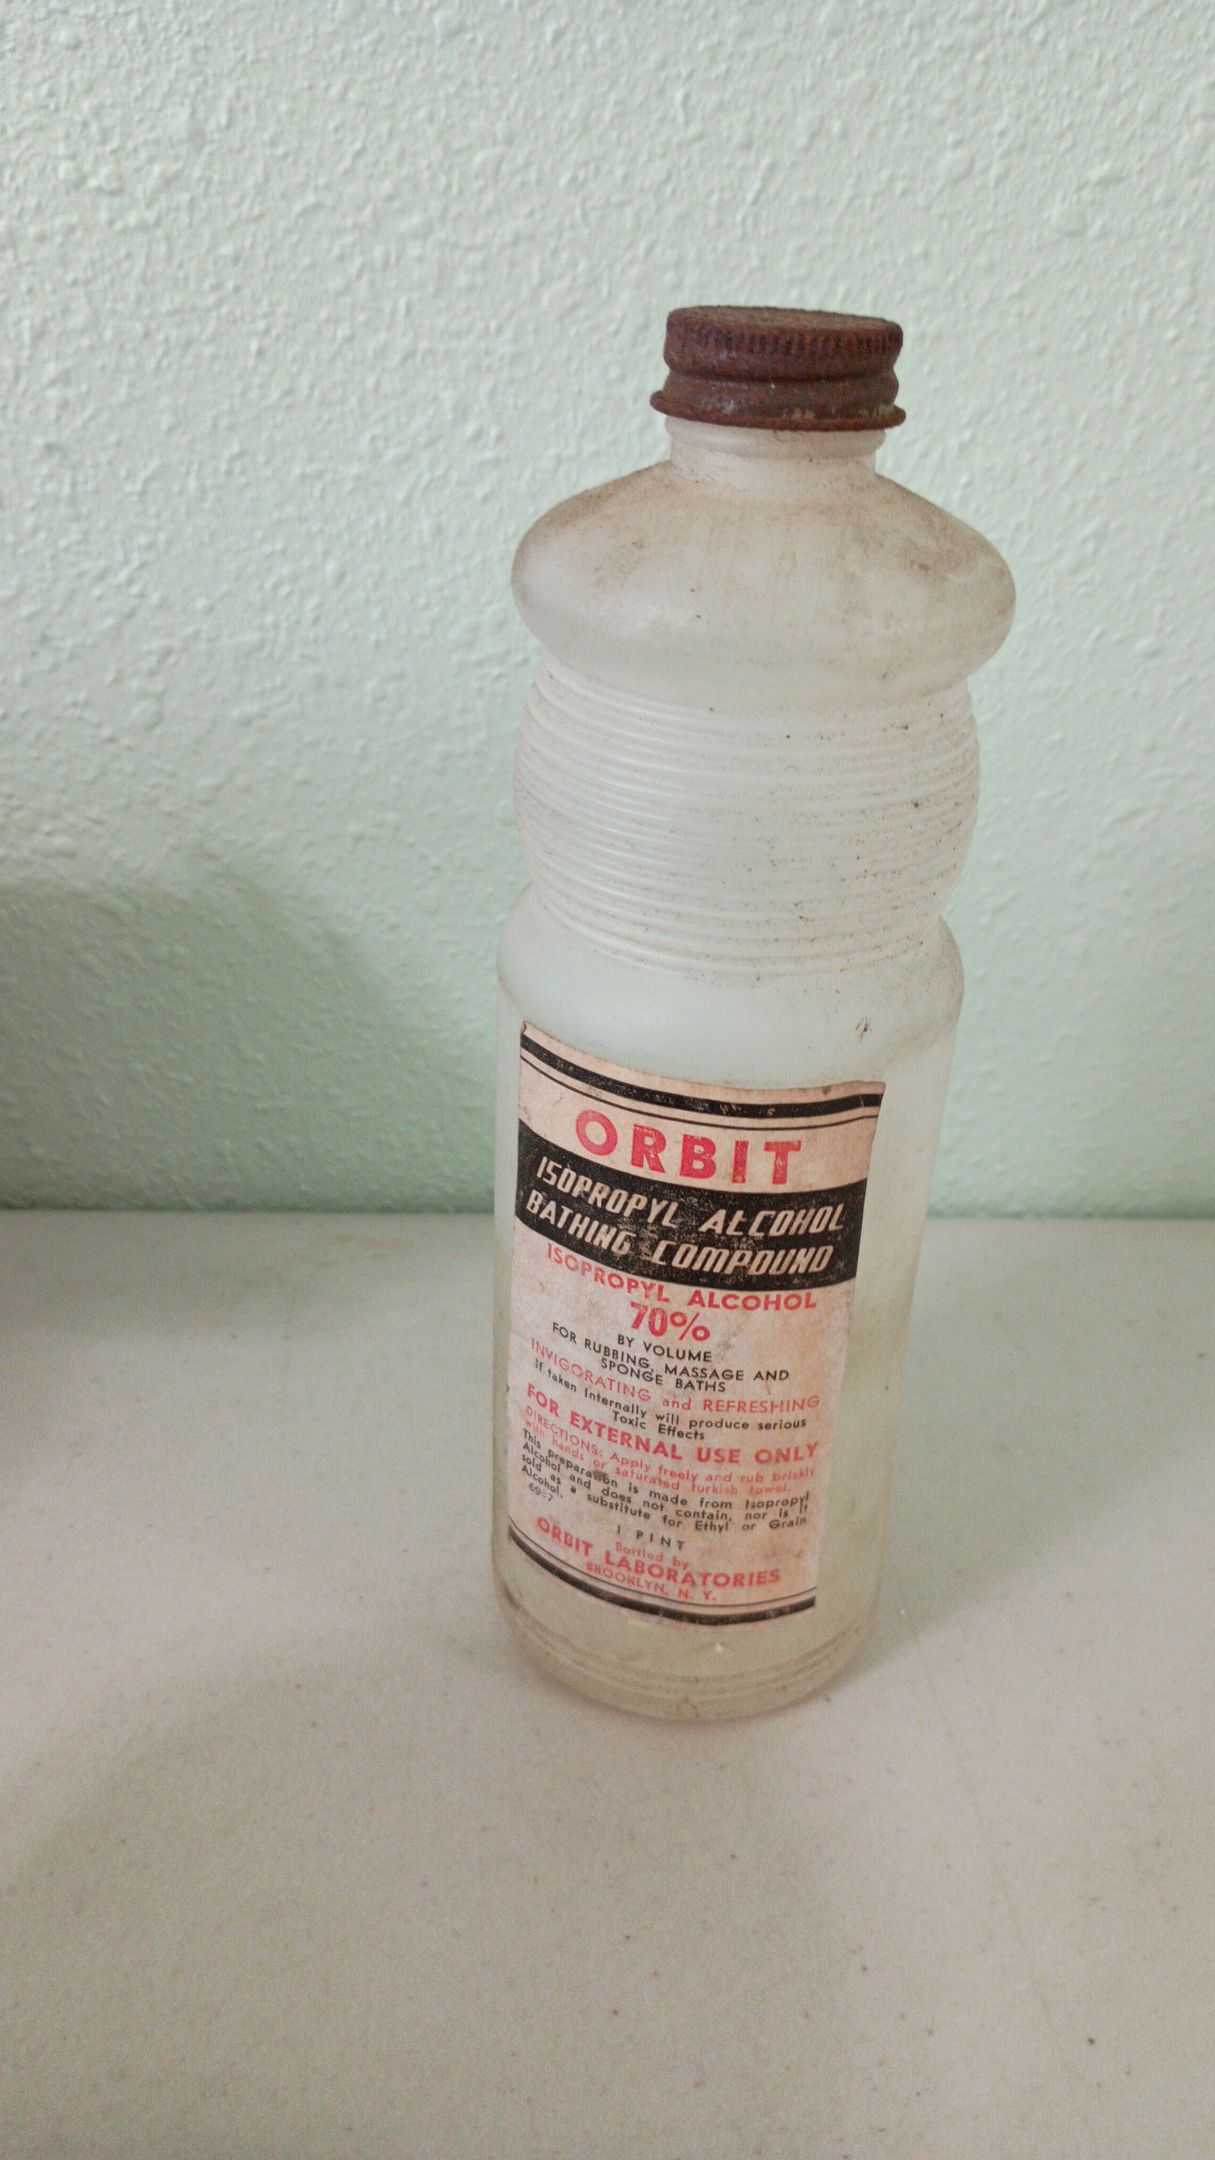 ORBIT
ISOPROPYL ALCOHOL
BATHING COMPOUND
ISOPROPYL ALCOHOL
70%
BY VOLUME
FOR RUBBING, MASSAGE AND
SPONGE BATHS
INVIGORATING and REFRESHING
If taken Internally will produce serious
Toxic Effects
FOR EXTERNAL USE ONLY
DIRECTIONS: Apply freely and rub briskly
with hands or saturated turkish towel.
This preparation is made from Isopropyl
Alcohol and does not contain, nor is it
sold as a substitute for Ethyl or Grain
Alcohol.
1 PINT
Bottled by
ORBIT LABORATORIES
BROOKLYN, N. Y.